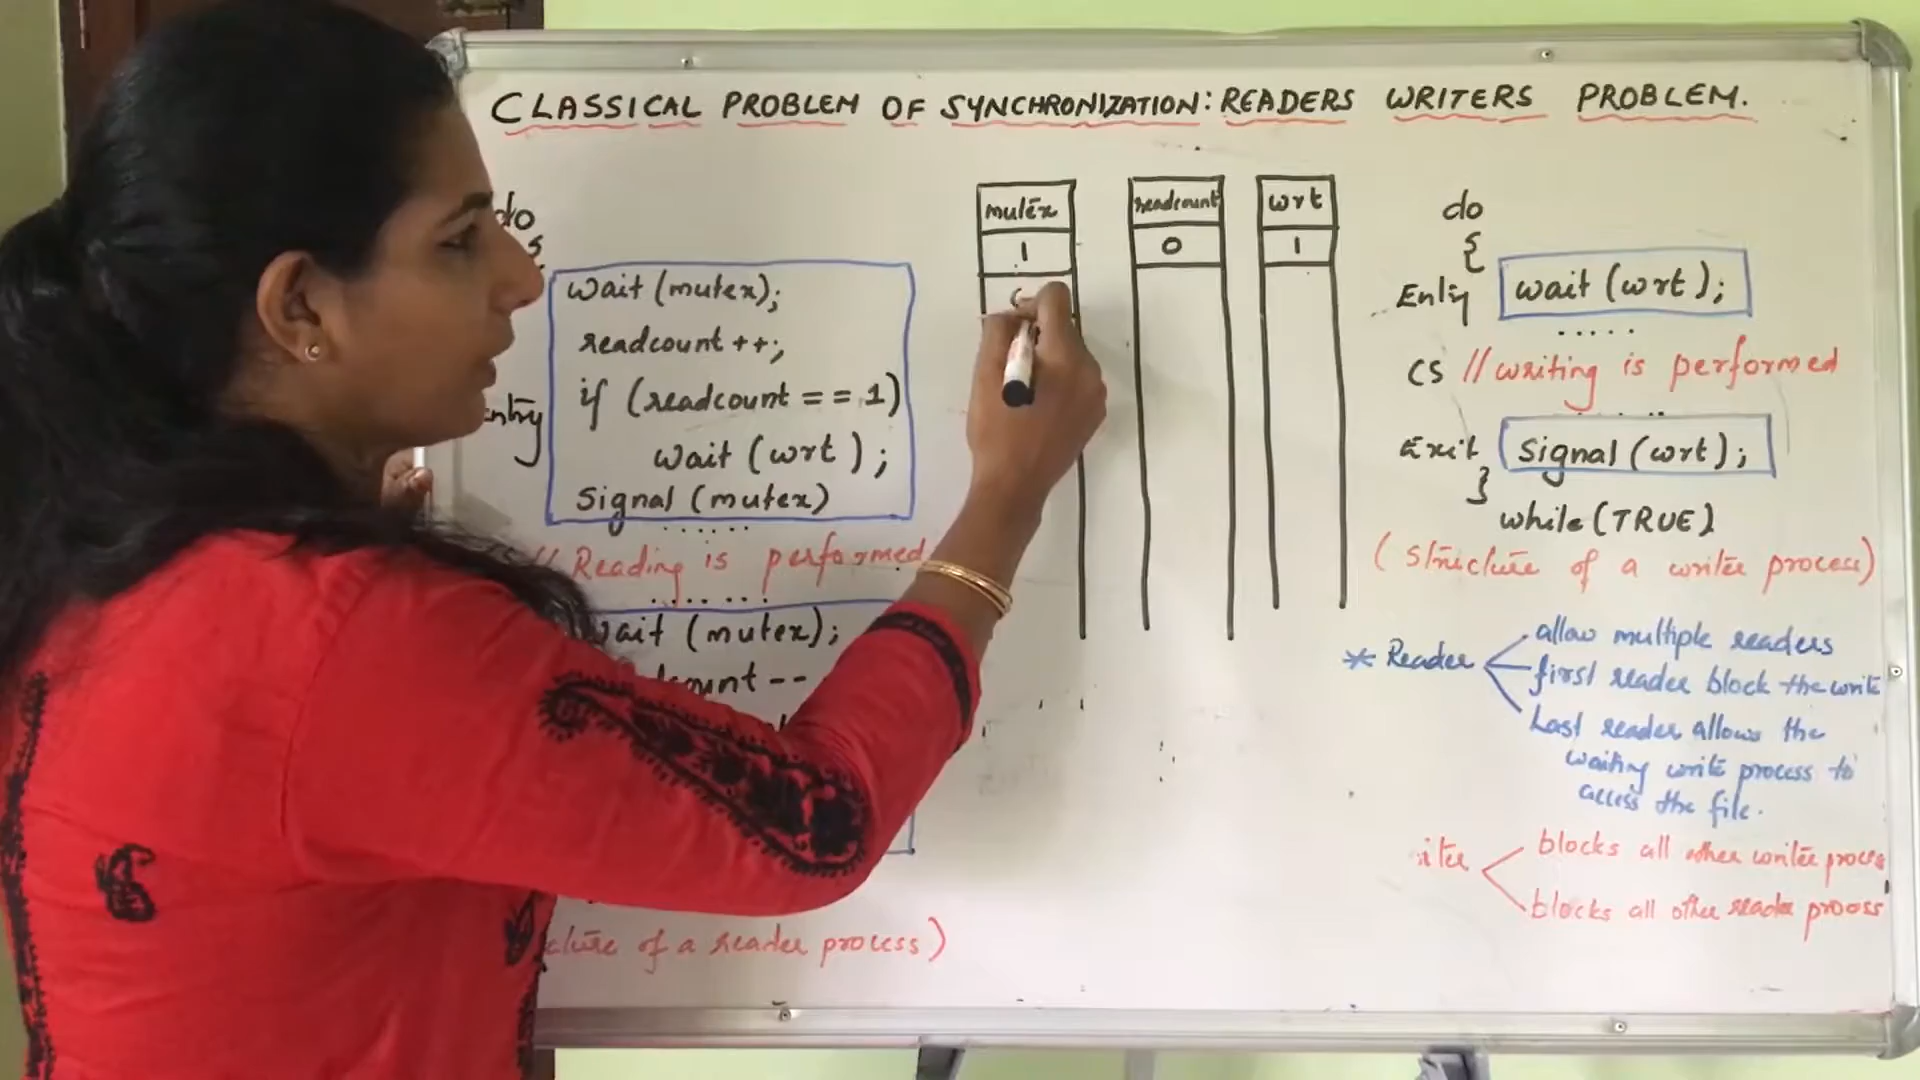 CLASSICAL PROBLEM OF SYNCHRONIZATION: READERS WRITERS PROBLEM.
do
{
Entry
wait (mutex);
readcount ++;
if (readcount == 1)
wait (wrt);
Signal (mutex)
.....
// Reading is performed
.......
wait (mutex);
count --
cture of a reader process)
mutex
1
readcount
0
wrt
1
do
{
Entry wait (wrt);
.....
CS // writing is performed
.....
Exit Signal (wrt);
}
while (TRUE)
(Structure of a writer process)
* Reader
allow multiple readers
first reader block the write
Last reader allows the
waiting write process to
access the file.
iter
blocks all other writer process
blocks all other reader process